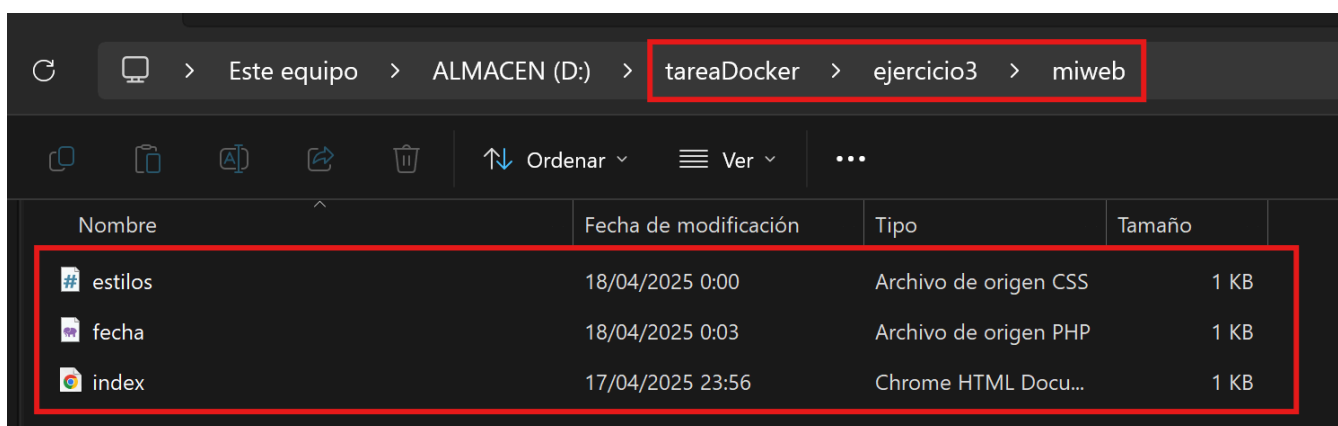 Este equipo > ALMACEN (D:) > tareaDocker > ejercicio3 > miweb
Ordenar Ver ...
Nombre Fecha de modificación Tipo Tamaño
estilos 18/04/2025 0:00 Archivo de origen CSS 1 KB
fecha 18/04/2025 0:03 Archivo de origen PHP 1 KB
index 17/04/2025 23:56 Chrome HTML Docu... 1 KB